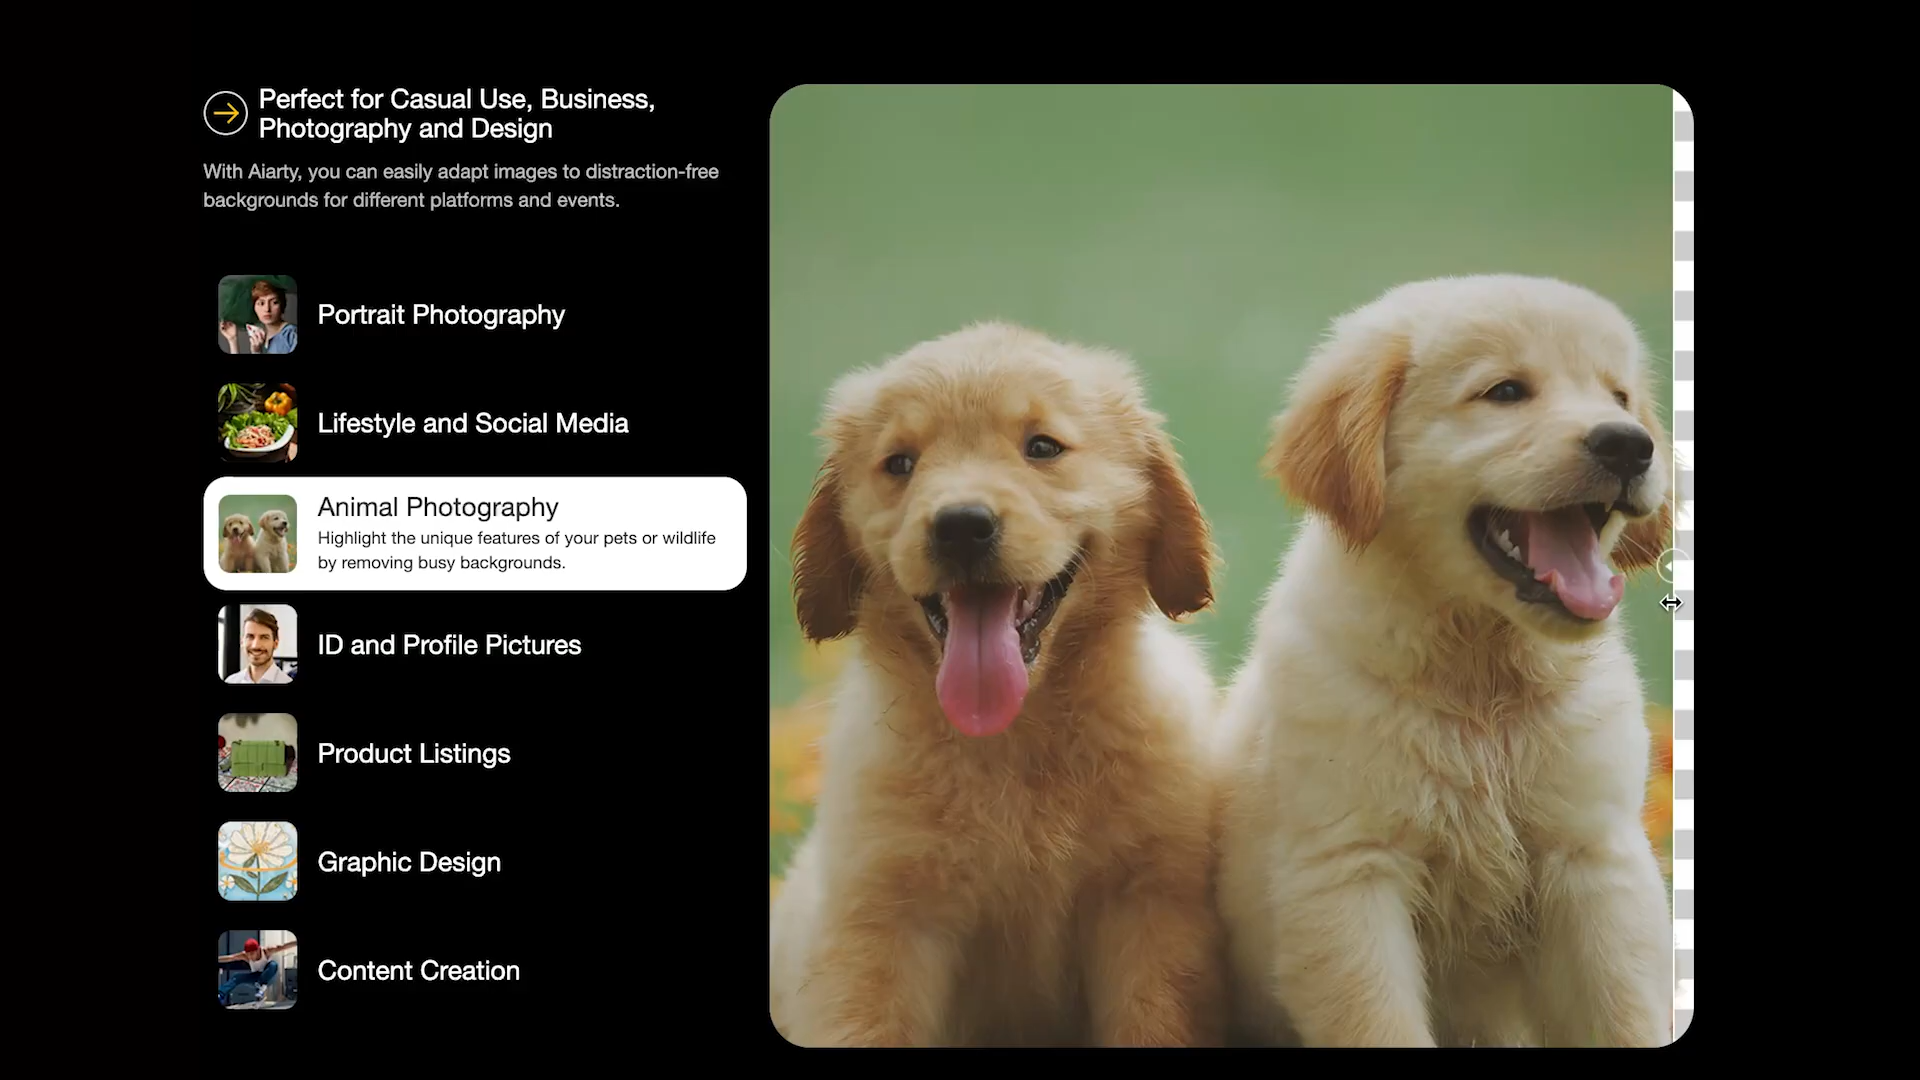 Perfect for Casual Use, Business,
Photography and Design
With Aiarty, you can easily adapt images to distraction-free
backgrounds for different platforms and events.
Portrait Photography
Lifestyle and Social Media
Animal Photography
Highlight the unique features of your pets or wildlife
by removing busy backgrounds.
ID and Profile Pictures
Product Listings
Graphic Design
Content Creation